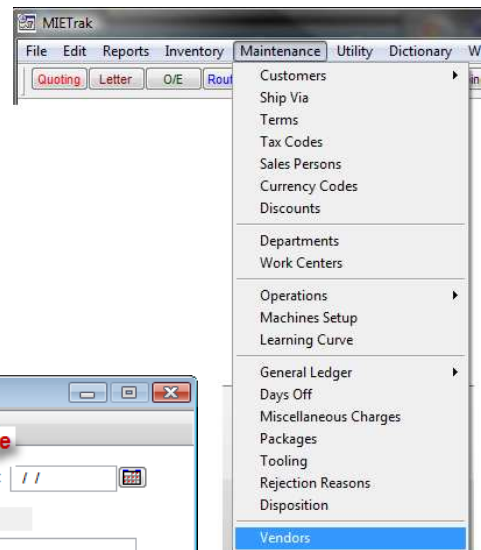 MIETrak
File Edit Reports Inventory Maintenance Utility Dictionary W
Quoting Letter O/E Rout
Customers
Ship Via
Terms
Tax Codes
Sales Persons
Currency Codes
Discounts
Departments
Work Centers
Operations
Machines Setup
Learning Curve
General Ledger
Days Off
Miscellaneous Charges
Packages
Tooling
Rejection Reasons
Disposition
Vendors
e
/ /